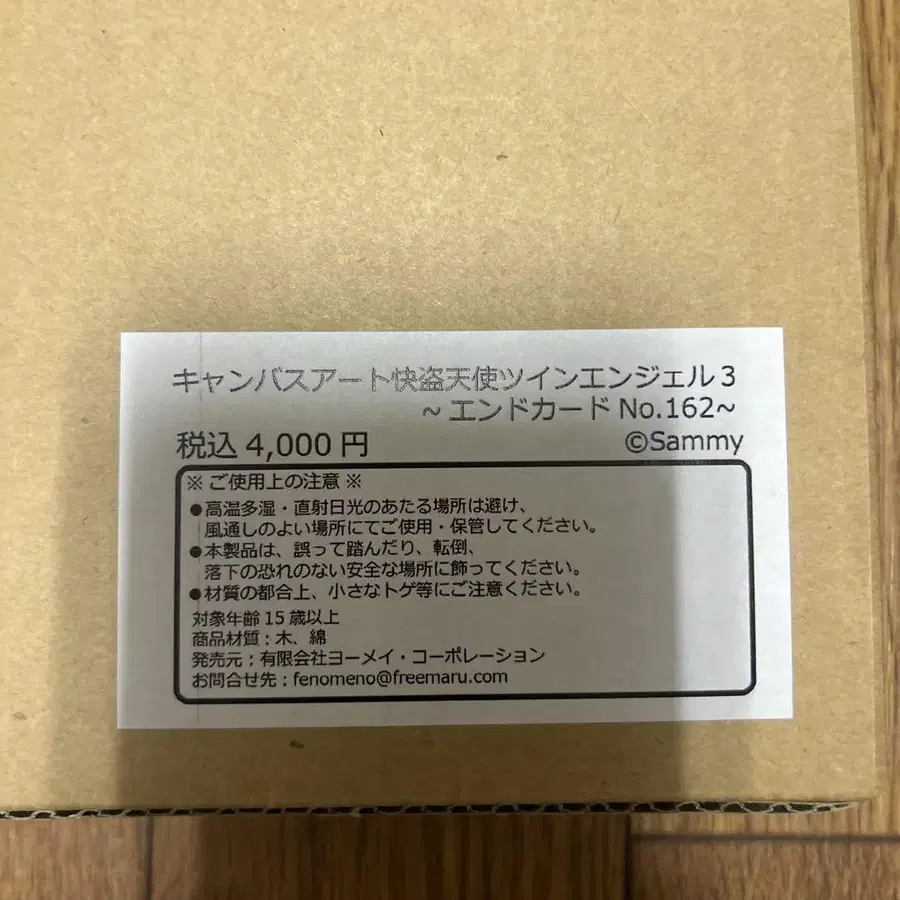 キャンバスアート快盗天使ツインエンジェル3
~エンドカードNo.162~
税込4,000円
©Sammy
※ご使用上の注意※
●高温多湿・直射日光のあたる場所は避け、
風通しのよい場所にてご使用・保管してください。
●本製品は、誤って踏んだり、転倒、
落下の恐れのない安全な場所に飾ってください。
●材質の都合上、小さなトゲ等にご注意ください。
対象年齢15歳以上
商品材質:木、綿
発売元:有限会社ヨーメイ・コーポレーション
お問合せ先:fenomeno@freemaru.com